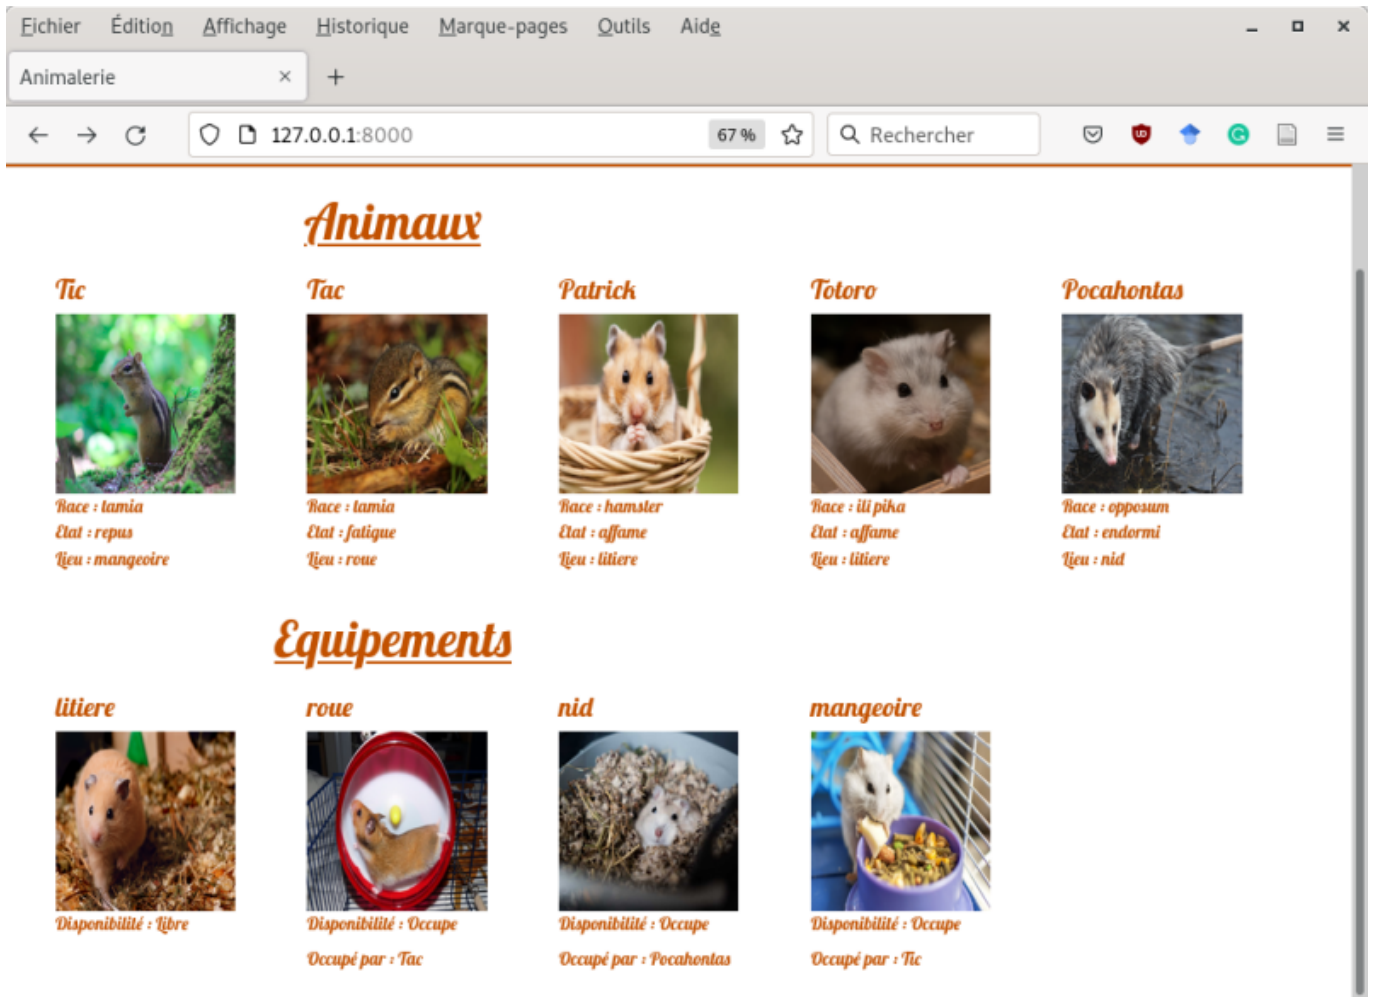 Fichier Édition Affichage Historique Marque-pages Outils Aide
Animalerie
127.0.0.1:8000 67 % Rechercher
Animaux
Tic Tac Patrick Totoro Pocahontas
Race : tamia Race : tamia Race : hamster Race : ili pika Race : opposum
Etat : repus Etat : fatigue Etat : affame Etat : affame Etat : endormi
Lieu : mangeoire Lieu : roue Lieu : litiere Lieu : litiere Lieu : nid
Equipements
litiere roue nid mangeoire
Disponibilité : Libre Disponibilité : Occupe Disponibilité : Occupe Disponibilité : Occupe
Occupé par : Tac Occupé par : Pocahontas Occupé par : Tic